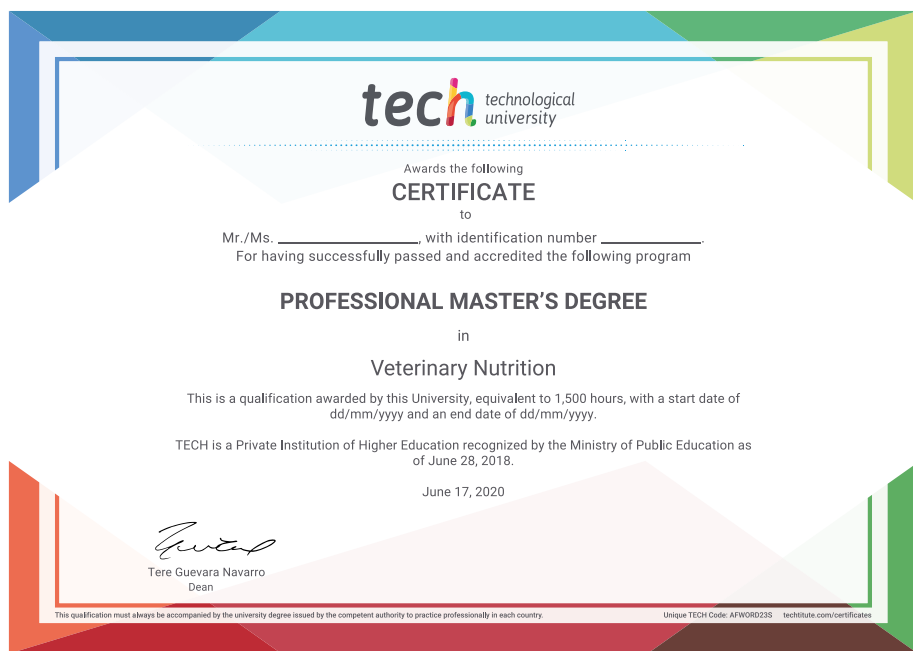 tech technological
university
Awards the following
CERTIFICATE
to
Mr./Ms. ____________________, with identification number ______________.
For having successfully passed and accredited the following program
PROFESSIONAL MASTER'S DEGREE
in
Veterinary Nutrition
This is a qualification awarded by this University, equivalent to 1,500 hours, with a start date of
dd/mm/yyyy and an end date of dd/mm/yyyy.
TECH is a Private Institution of Higher Education recognized by the Ministry of Public Education as
of June 28, 2018.
June 17, 2020
Tere Guevara Navarro
Dean
This qualification must always be accompanied by the university degree issued by the competent authority to practice professionally in each country. Unique TECH Code: AFWORD23S techtitute.com/certificates